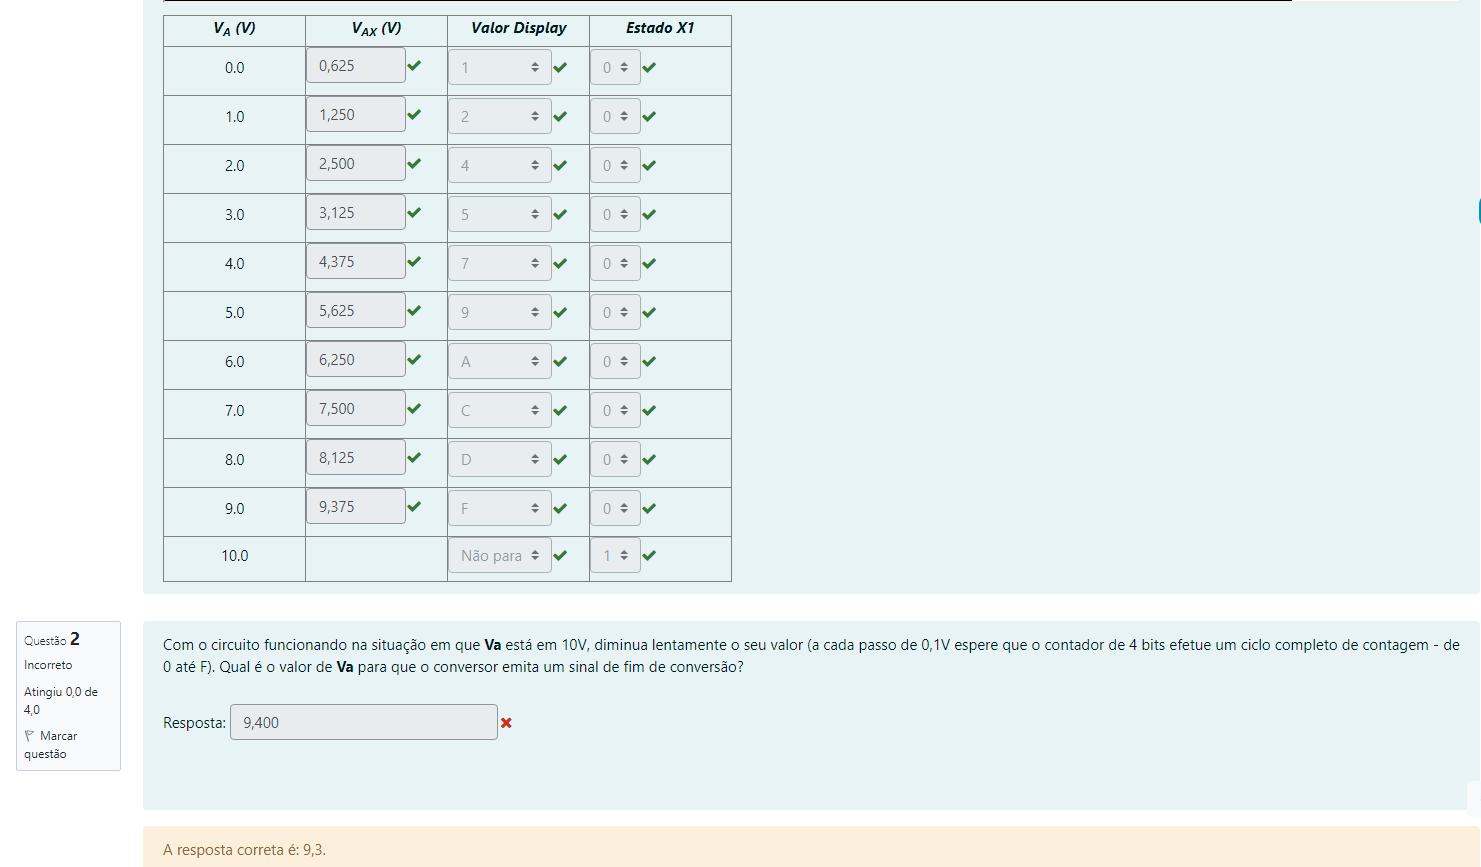 VA (V) VAX (V) Valor Display Estado X1
0.0 0,625 1 0
1.0 1,250 2 0
2.0 2,500 4 0
3.0 3,125 5 0
4.0 4,375 7 0
5.0 5,625 9 0
6.0 6,250 A 0
7.0 7,500 C 0
8.0 8,125 D 0
9.0 9,375 F 0
10.0 Não para 1
Questão 2
Incorreto
Atingiu 0,0 de
4,0
Marcar
questão
Com o circuito funcionando na situação em que Va está em 10V, diminua lentamente o seu valor (a cada passo de 0,1V espere que o contador de 4 bits efetue um ciclo completo de contagem - de
0 até F). Qual é o valor de Va para que o conversor emita um sinal de fim de conversão?
Resposta: 9,400
A resposta correta é: 9,3.